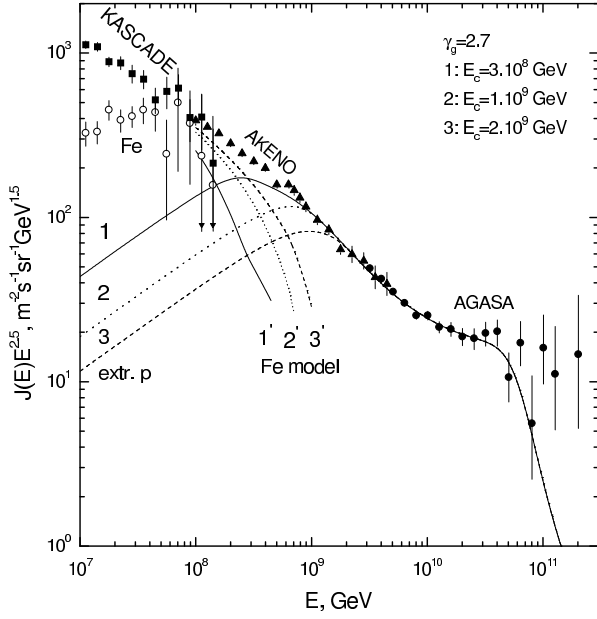 KASCADE
γg=2.7
1: Ec=3.10^8 GeV
2: Ec=1.10^9 GeV
3: Ec=2.10^9 GeV
Fe
AKENO
1
2
3
extr. p
1' 2' 3'
Fe model
AGASA
10^3
10^2
10^1
10^0
J(E)E^2.5, m^-2s^-1sr^-1GeV^1.5
10^7 10^8 10^9 10^10 10^11
E, GeV